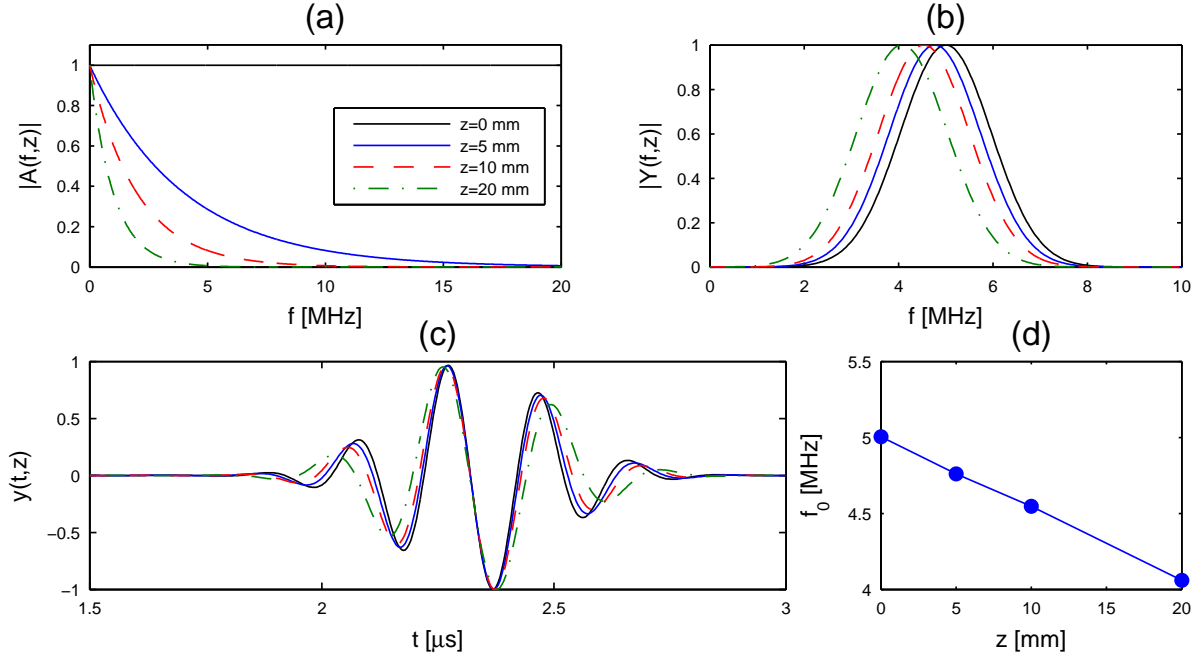 (a)
1
0.8
0.6
0.4
0.2
0
0 5 10 15 20
|A(f,z)|
f [MHz]
z=0 mm
z=5 mm
z=10 mm
z=20 mm
(b)
1
0.8
0.6
0.4
0.2
0
0 2 4 6 8 10
|Y(f,z)|
f [MHz]
(c)
1
0.5
0
−0.5
−1
1.5 2 2.5 3
y(t,z)
t [μs]
(d)
5.5
5
4.5
4
0 5 10 15 20
f_0 [MHz]
z [mm]